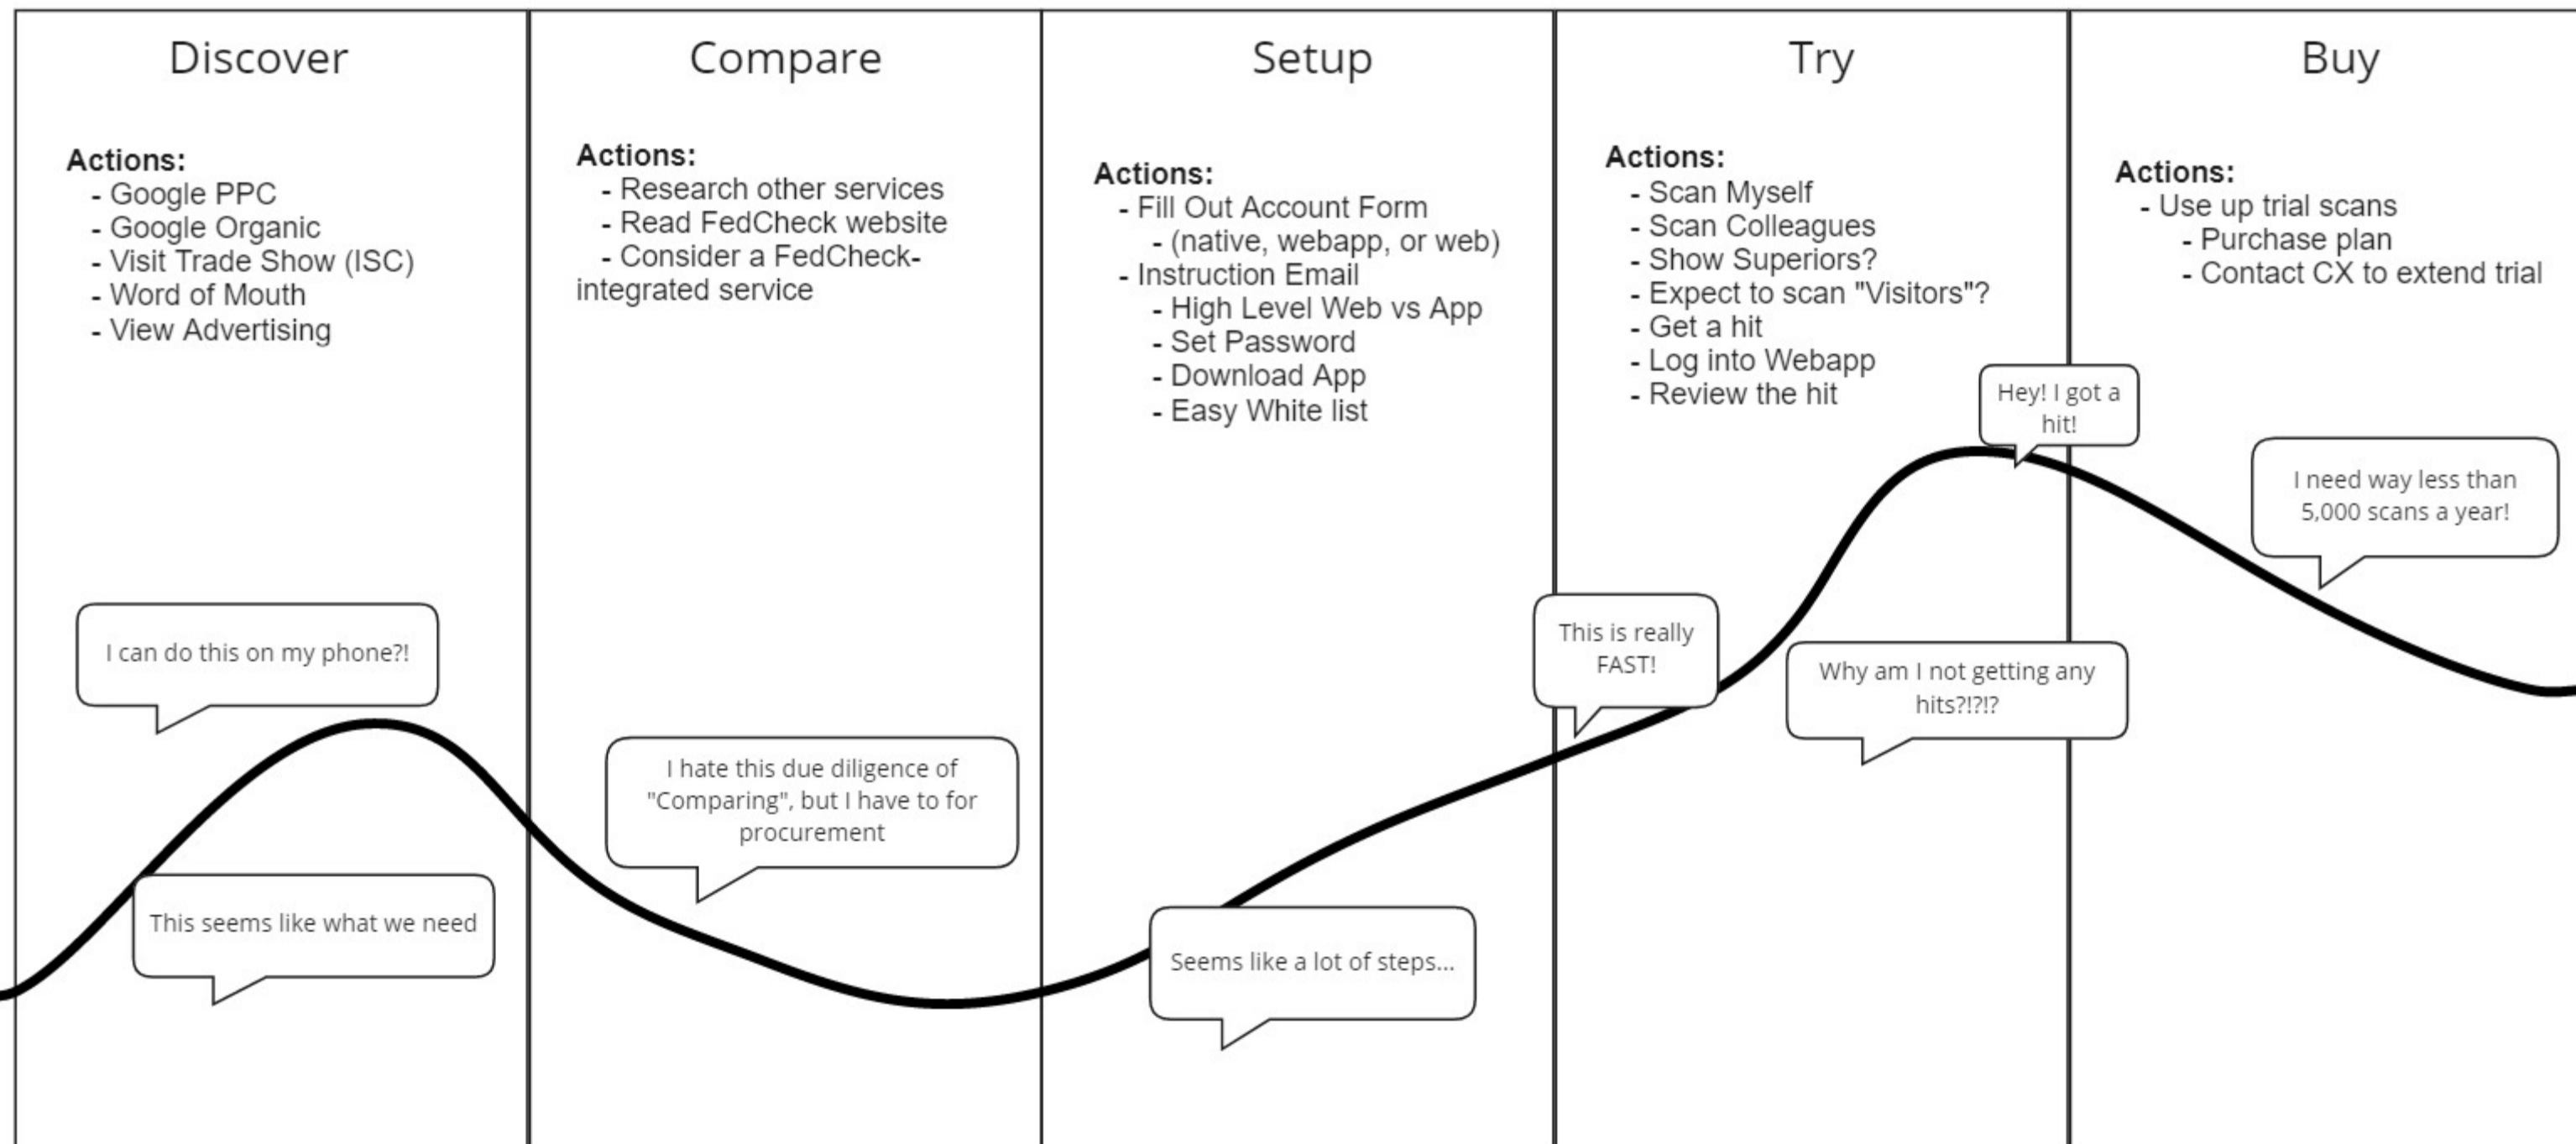 Discover
Actions:
- Google PPC
- Google Organic
- Visit Trade Show (ISC)
- Word of Mouth
- View Advertising
I can do this on my phone?!
This seems like what we need
Compare
Actions:
- Research other services
- Read FedCheck website
- Consider a FedCheck-
integrated service
I hate this due diligence of
"Comparing", but I have to for
procurement
Setup
Actions:
- Fill Out Account Form
- (native, webapp, or web)
- Instruction Email
- High Level Web vs App
- Set Password
- Download App
- Easy White list
Seems like a lot of steps...
Try
Actions:
- Scan Myself
- Scan Colleagues
- Show Superiors?
- Expect to scan "Visitors"?
- Get a hit
- Log into Webapp
- Review the hit
Hey! I got a
hit!
This is really
FAST!
Why am I not getting any
hits?!?!?
Buy
Actions:
- Use up trial scans
- Purchase plan
- Contact CX to extend trial
I need way less than
5,000 scans a year!